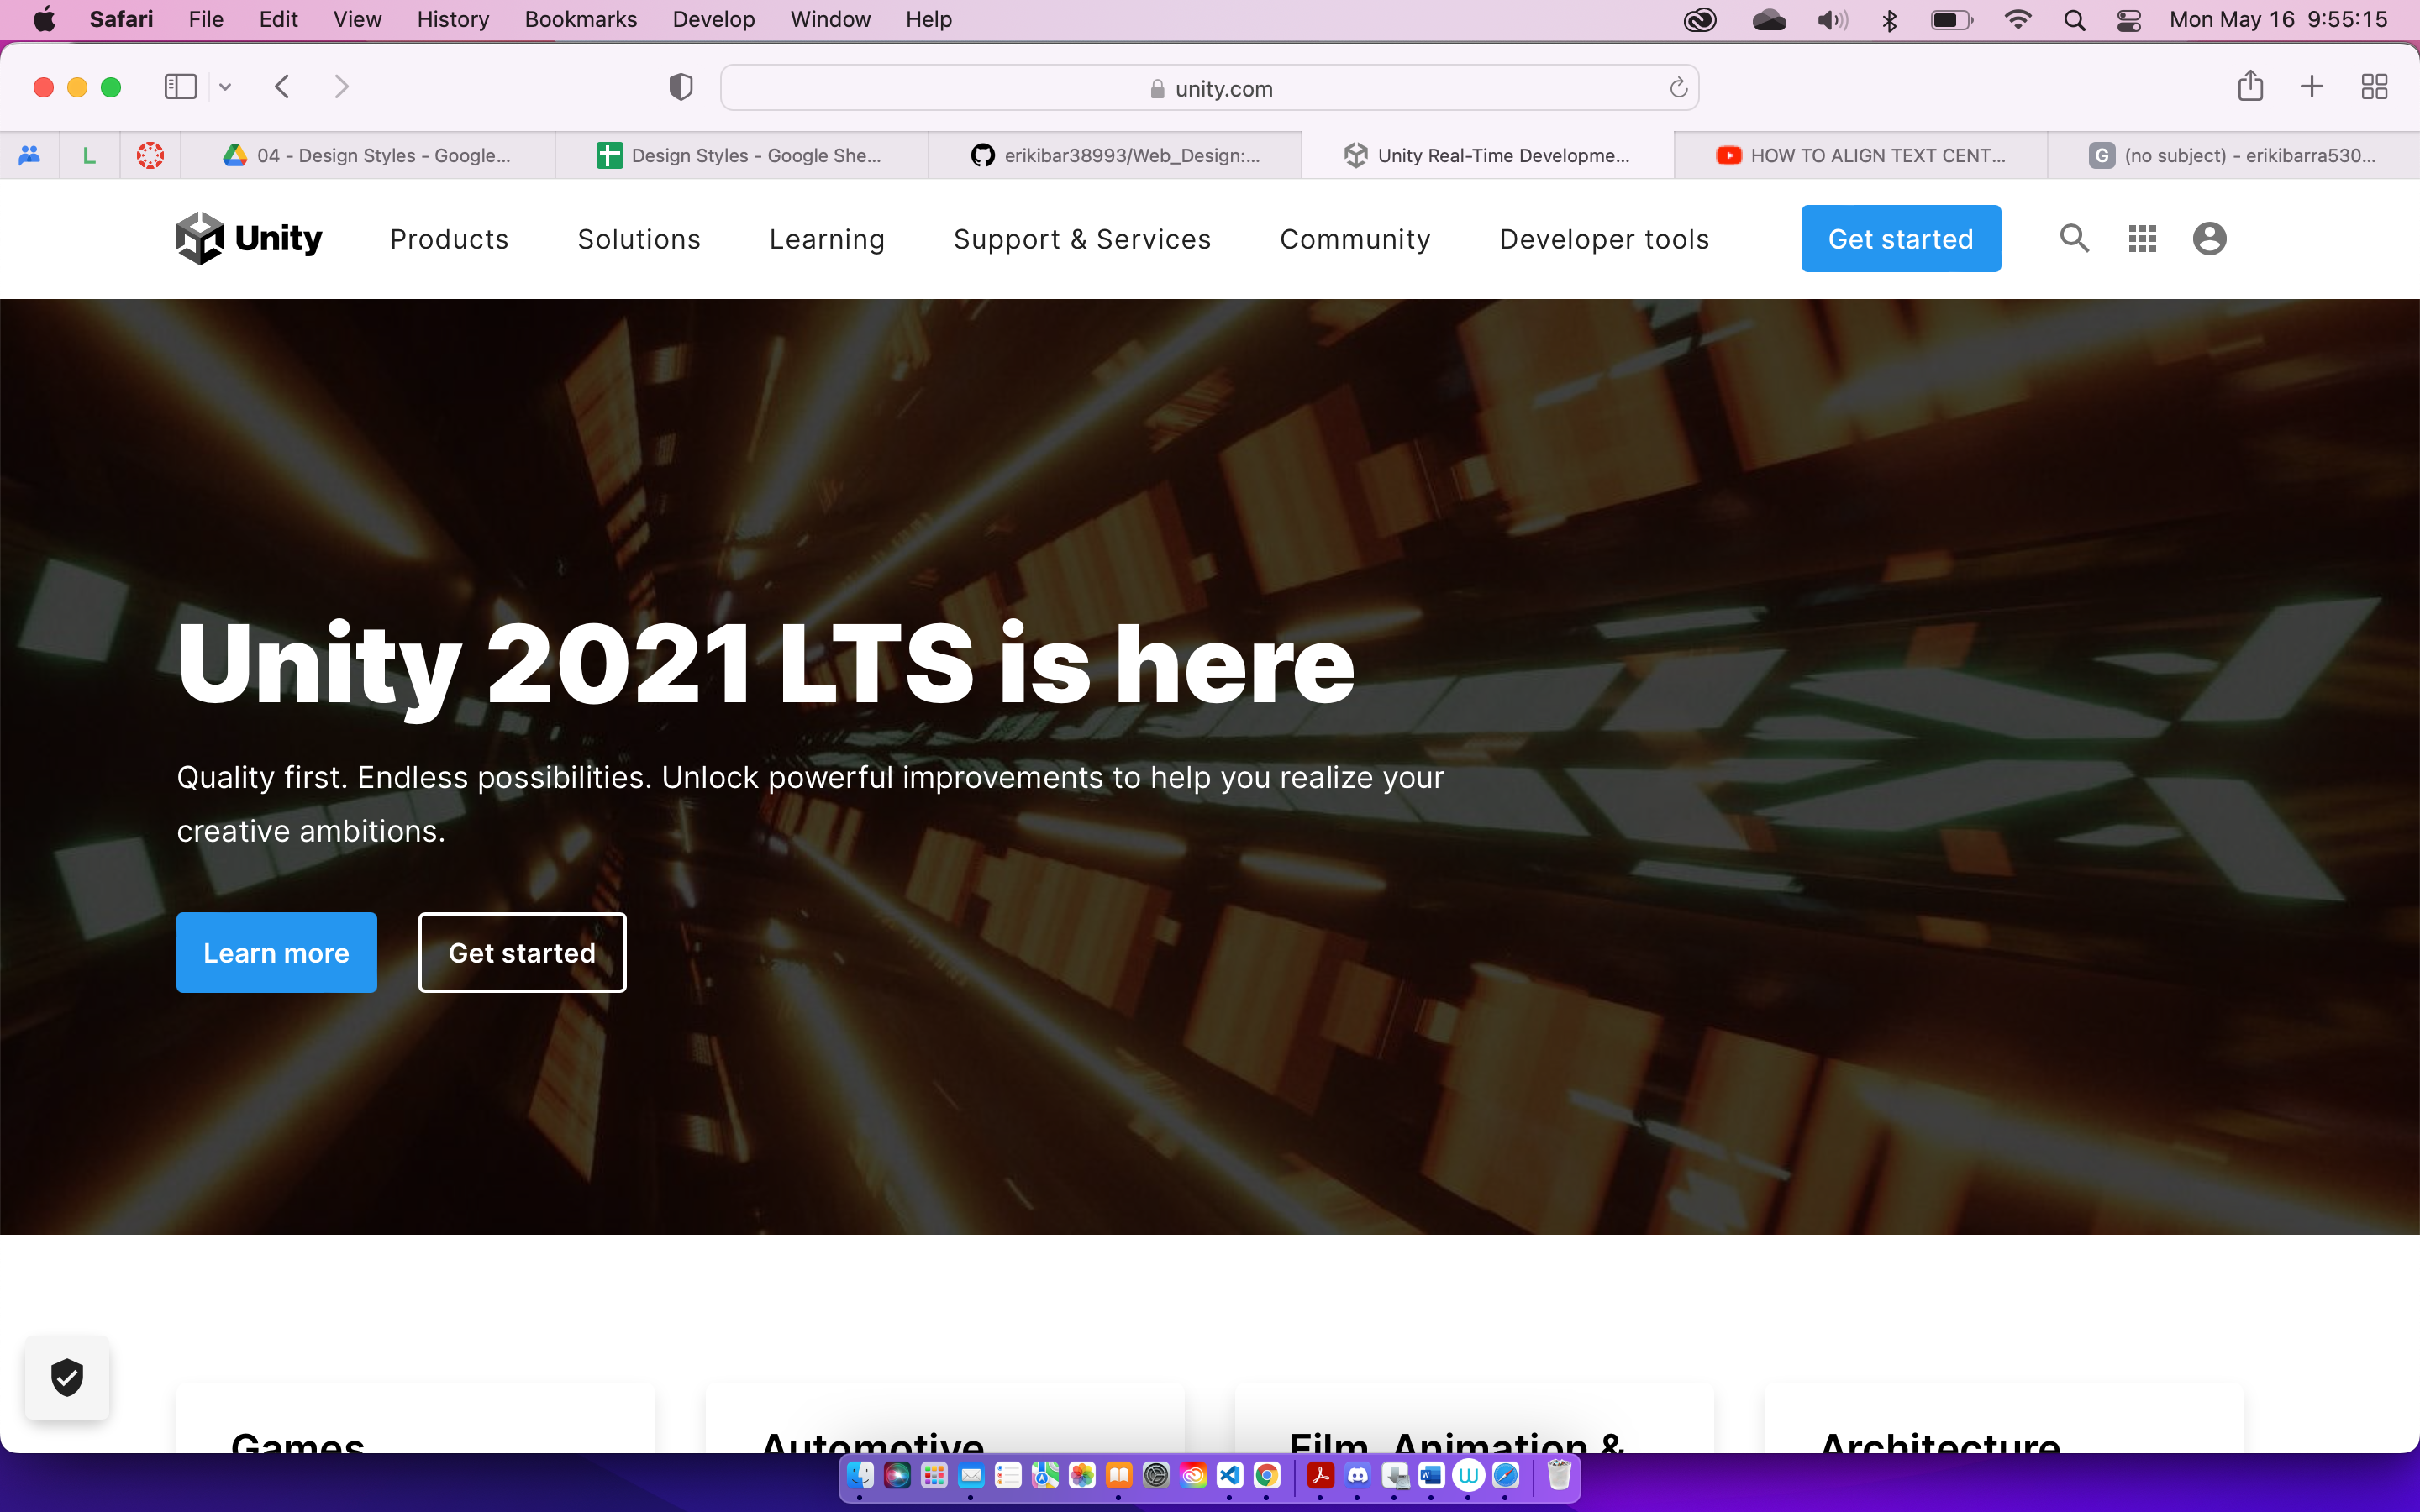 Safari File Edit View History Bookmarks Develop Window Help Mon May 16 9:55:15
unity.com
L 04 - Design Styles - Google... Design Styles - Google She... erikibar38993/Web_Design:... Unity Real-Time Developme... HOW TO ALIGN TEXT CENT... G (no subject) - erikibarra530...
Unity Products Solutions Learning Support & Services Community Developer tools Get started
Unity 2021 LTS is here
Quality first. Endless possibilities. Unlock powerful improvements to help you realize your
creative ambitions.
Learn more Get started
Games Automotive Film, Animation & Architecture